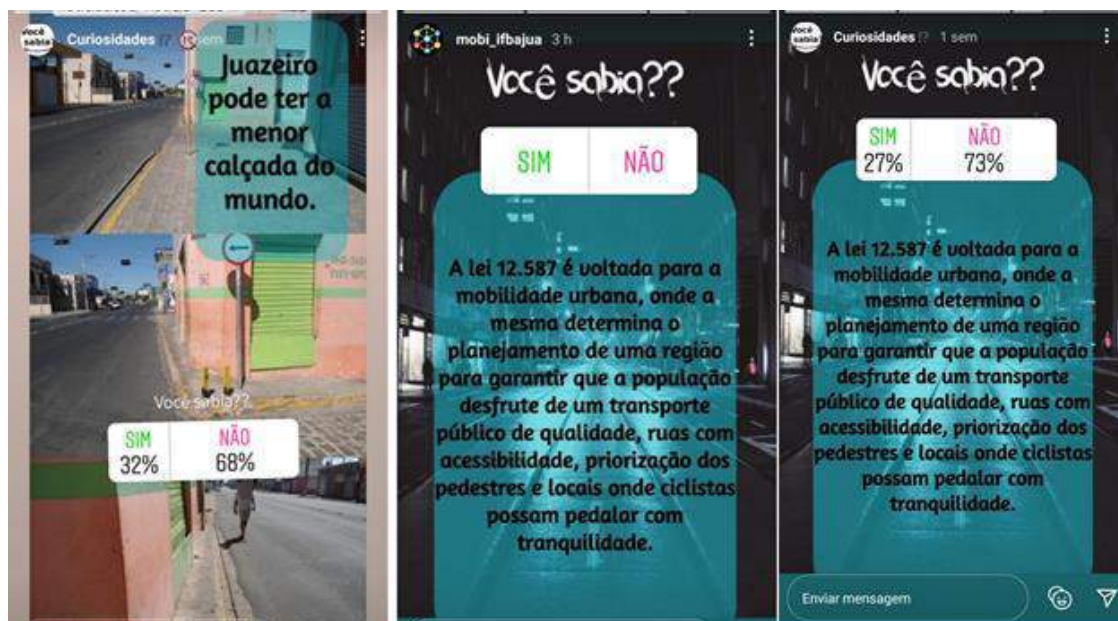 Você
sabia
Curiosidades !? sem
Juazeiro
pode ter a
menor
calçada do
mundo.
Você sabia??
SIM NÃO
32% 68%
mobi_ifbajua 3 h
Você sabia??
SIM NÃO
A lei 12.587 é voltada para a
mobilidade urbana, onde a
mesma determina o
planejamento de uma região
para garantir que a população
desfrute de um transporte
público de qualidade, ruas com
acessibilidade, priorização dos
pedestres e locais onde ciclistas
possam pedalar com
tranquilidade.
Você
sabia
Curiosidades !? 1 sem
Você sabia??
SIM NÃO
27% 73%
A lei 12.587 é voltada para a
mobilidade urbana, onde a
mesma determina o
planejamento de uma região
para garantir que a população
desfrute de um transporte
público de qualidade, ruas com
acessibilidade, priorização dos
pedestres e locais onde ciclistas
possam pedalar com
tranquilidade.
Enviar mensagem